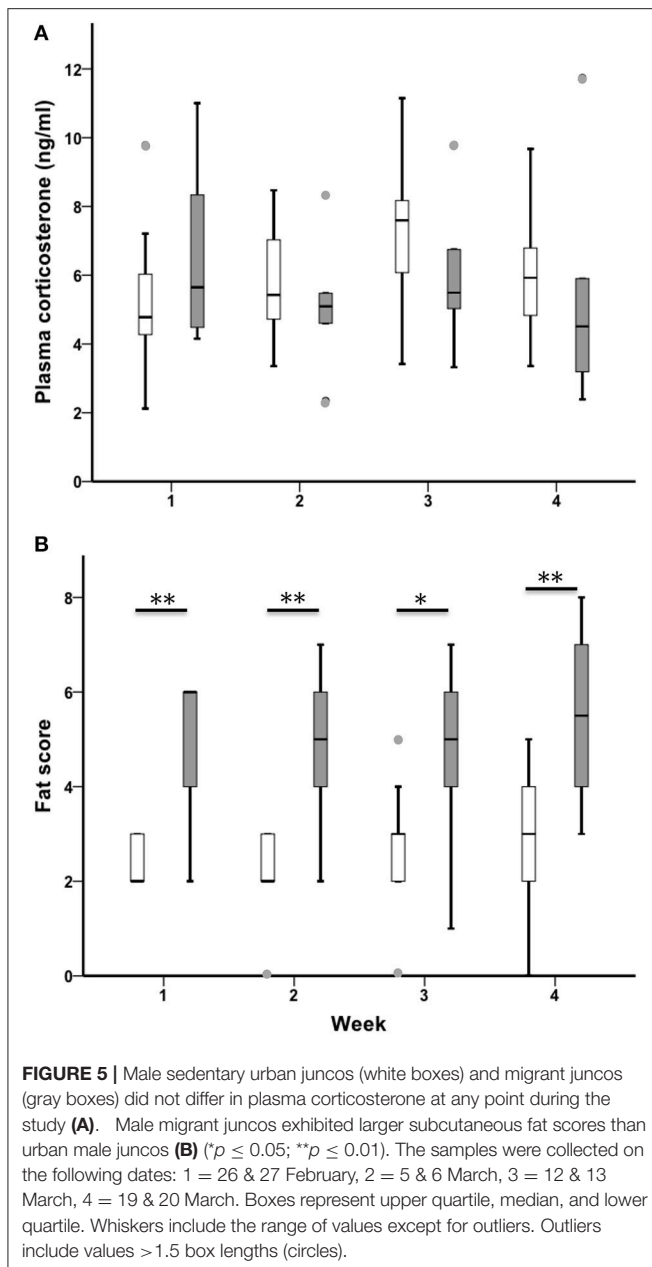 A
12
10
8
6
4
2
0
Plasma corticosterone (ng/ml)
1 2 3 4
B
** ** * **
8
6
4
2
0
Fat score
1 2 3 4
Week
FIGURE 5 | Male sedentary urban juncos (white boxes) and migrant juncos
(gray boxes) did not differ in plasma corticosterone at any point during the
study (A). Male migrant juncos exhibited larger subcutaneous fat scores than
urban male juncos (B) (*p ≤ 0.05; **p ≤ 0.01). The samples were collected on
the following dates: 1 = 26 & 27 February, 2 = 5 & 6 March, 3 = 12 & 13
March, 4 = 19 & 20 March. Boxes represent upper quartile, median, and lower
quartile. Whiskers include the range of values except for outliers. Outliers
include values >1.5 box lengths (circles).